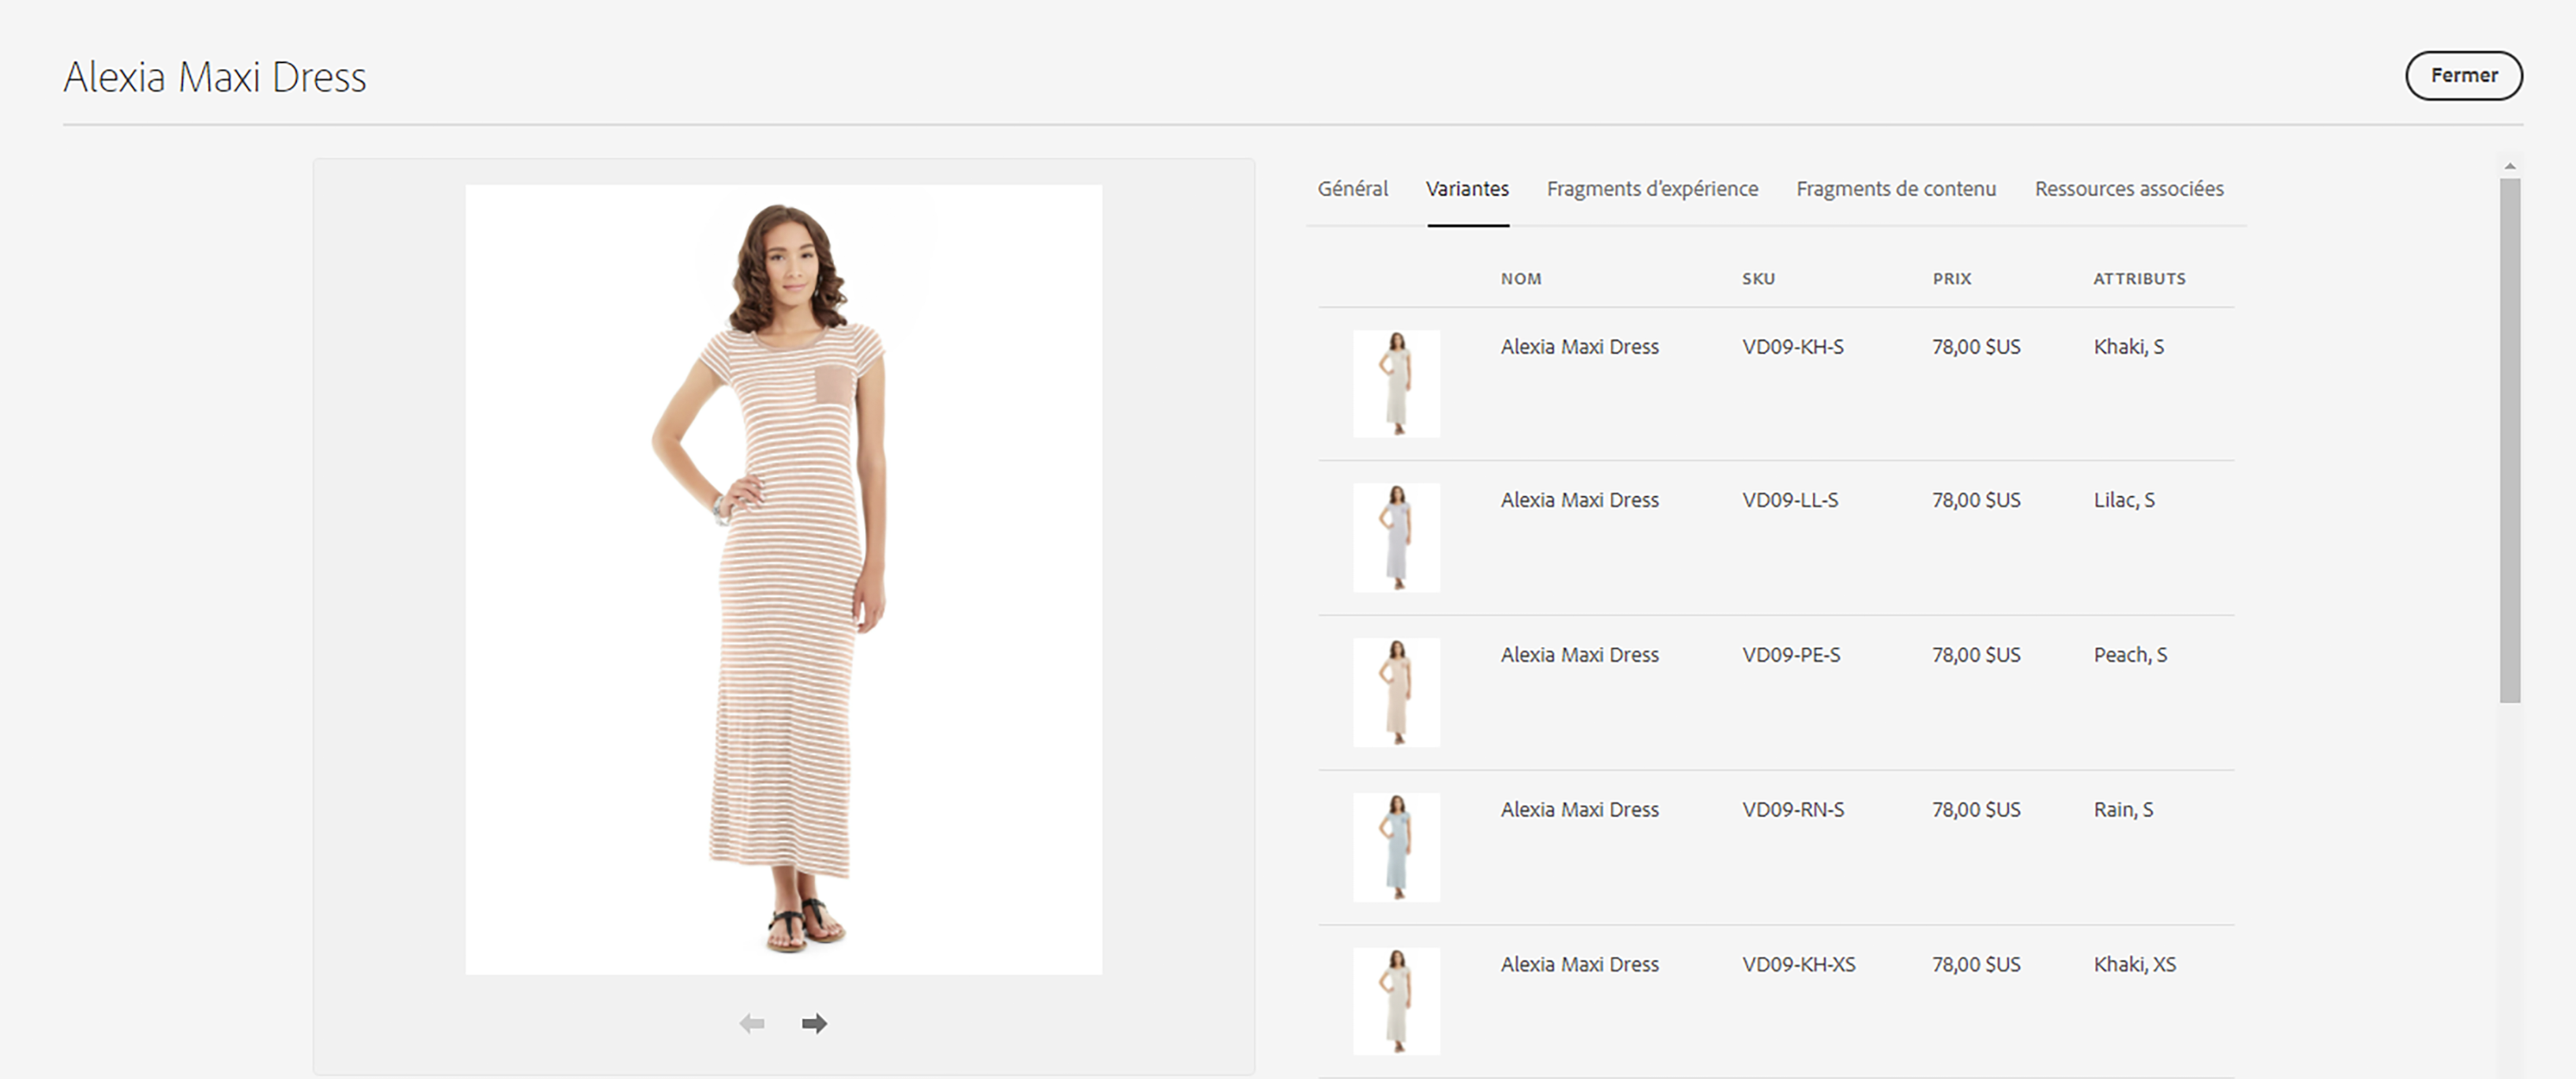 Alexia Maxi Dress
Fermer
Général Variantes Fragments d'expérience Fragments de contenu Ressources associées
NOM SKU PRIX ATTRIBUTS
Alexia Maxi Dress VD09-KH-S 78,00 $US Khaki, S
Alexia Maxi Dress VD09-LL-S 78,00 $US Lilac, S
Alexia Maxi Dress VD09-PE-S 78,00 $US Peach, S
Alexia Maxi Dress VD09-RN-S 78,00 $US Rain, S
Alexia Maxi Dress VD09-KH-XS 78,00 $US Khaki, XS